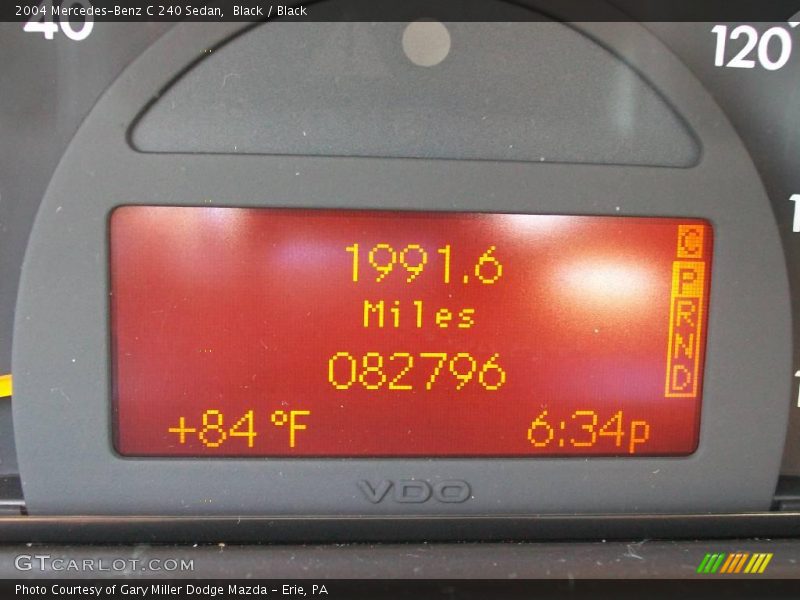 2004 Mercedes-Benz C 240 Sedan, Black / Black
40
120
1991.6
Miles
082796
+84 °F
6:34p
C
P
R
N
D
VDO
GTCARLOT.COM
Photo Courtesy of Gary Miller Dodge Mazda - Erie, PA